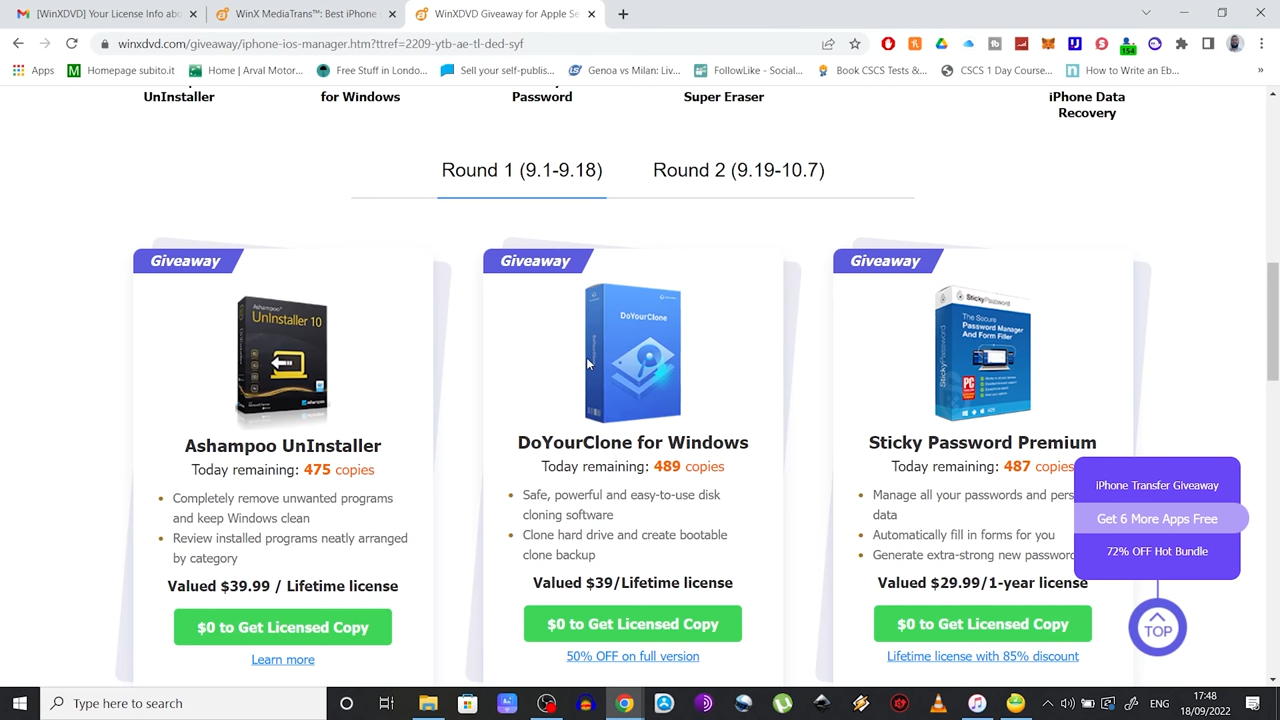 [WinXDVD] Your License Info abo
WinX MediaTrans™: Best iPhone
WinXDVD Giveaway for Apple Se
winxdvd.com/giveaway/iphone-ios-manager.html?ttref=2209-ytb-ae-tl-ded-syf
154
Apps
Homepage subito.it
Home | Arval Motor...
Free Stuff in Londo...
Sell your self-publis...
Genoa vs Milan: Liv...
FollowLike - Social...
Book CSCS Tests &...
CSCS 1 Day Course...
How to Write an Eb...
»
UnInstaller
for Windows
Password
Super Eraser
iPhone Data
Recovery
Round 1 (9.1-9.18)
Round 2 (9.19-10.7)
Giveaway
Ashampoo
UnInstaller 10
Ashampoo UnInstaller
Today remaining: 475 copies
• Completely remove unwanted programs
and keep Windows clean
• Review installed programs neatly arranged
by category
Valued $39.99 / Lifetime license
$0 to Get Licensed Copy
Learn more
Giveaway
DoYourClone
DoYourClone for Windows
Today remaining: 489 copies
• Safe, powerful and easy-to-use disk
cloning software
• Clone hard drive and create bootable
clone backup
Valued $39/Lifetime license
$0 to Get Licensed Copy
50% OFF on full version
Giveaway
StickyPassword
The Secure
Password Manager
And Form Filler
StickyPassword
PC
Sticky Password Premium
Today remaining: 487 copies
• Manage all your passwords and pers
data
• Automatically fill in forms for you
• Generate extra-strong new password
Valued $29.99/1-year license
$0 to Get Licensed Copy
Lifetime license with 85% discount
iPhone Transfer Giveaway
Get 6 More Apps Free
72% OFF Hot Bundle
TOP
Type here to search
ENG
17:48
18/09/2022